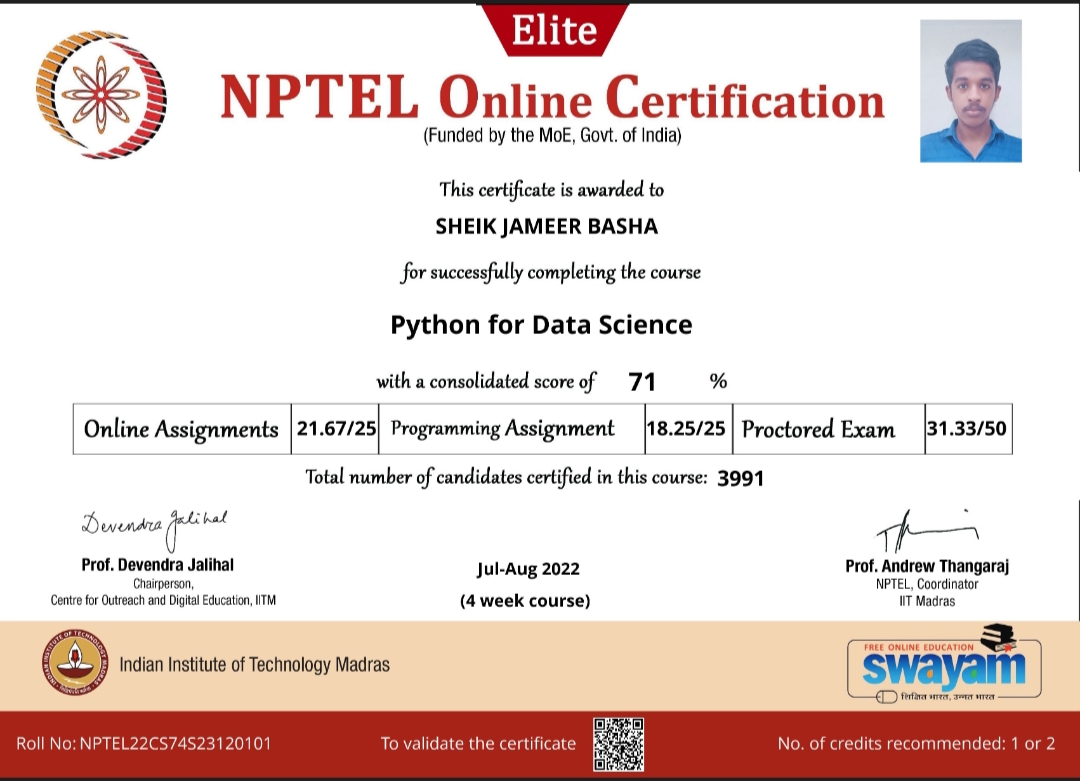 Elite
NPTEL Online Certification
(Funded by the MoE, Govt. of India)
This certificate is awarded to
SHEIK JAMEER BASHA
for successfully completing the course
Python for Data Science
with a consolidated score of 71 %
Online Assignments 21.67/25 Programming Assignment 18.25/25 Proctored Exam 31.33/50
Total number of candidates certified in this course: 3991
Devendra Jalihal
Prof. Devendra Jalihal
Chairperson,
Centre for Outreach and Digital Education, IITM
Jul-Aug 2022
(4 week course)
Prof. Andrew Thangaraj
NPTEL, Coordinator
IIT Madras
Indian Institute of Technology Madras
FREE ONLINE EDUCATION
swayam
शिक्षित भारत, उन्नत भारत
Roll No: NPTEL22CS74S23120101
To validate the certificate
No. of credits recommended: 1 or 2